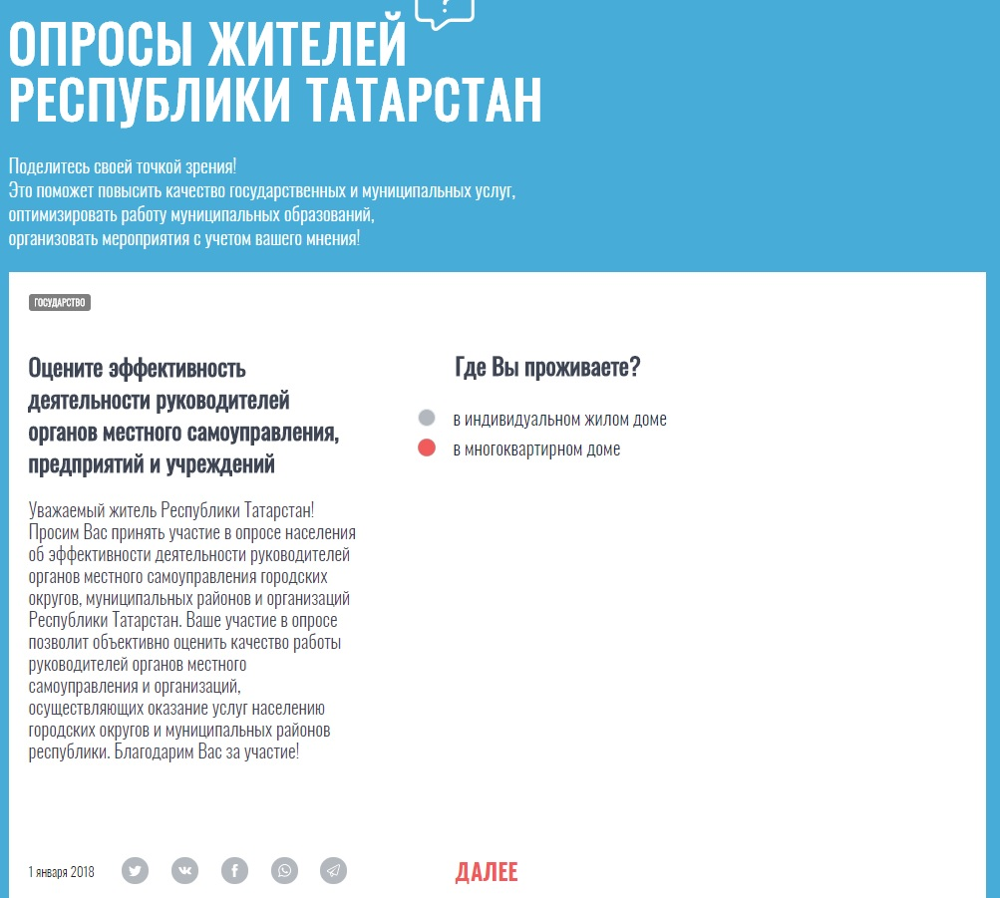 ?
ОПРОСЫ ЖИТЕЛЕЙ
РЕСПУБЛИКИ ТАТАРСТАН
Поделитесь своей точкой зрения!
Это поможет повысить качество государственных и муниципальных услуг,
оптимизировать работу муниципальных образований,
организовать мероприятия с учетом вашего мнения!
ГОСУДАРСТВО
Оцените эффективность
деятельности руководителей
органов местного самоуправления,
предприятий и учреждений
Уважаемый житель Республики Татарстан!
Просим Вас принять участие в опросе населения
об эффективности деятельности руководителей
органов местного самоуправления городских
округов, муниципальных районов и организаций
Республики Татарстан. Ваше участие в опросе
позволит объективно оценить качество работы
руководителей органов местного
самоуправления и организаций,
осуществляющих оказание услуг населению
городских округов и муниципальных районов
республики. Благодарим Вас за участие!
1 января 2018
Где Вы проживаете?
в индивидуальном жилом доме
в многоквартирном доме
ДАЛЕЕ